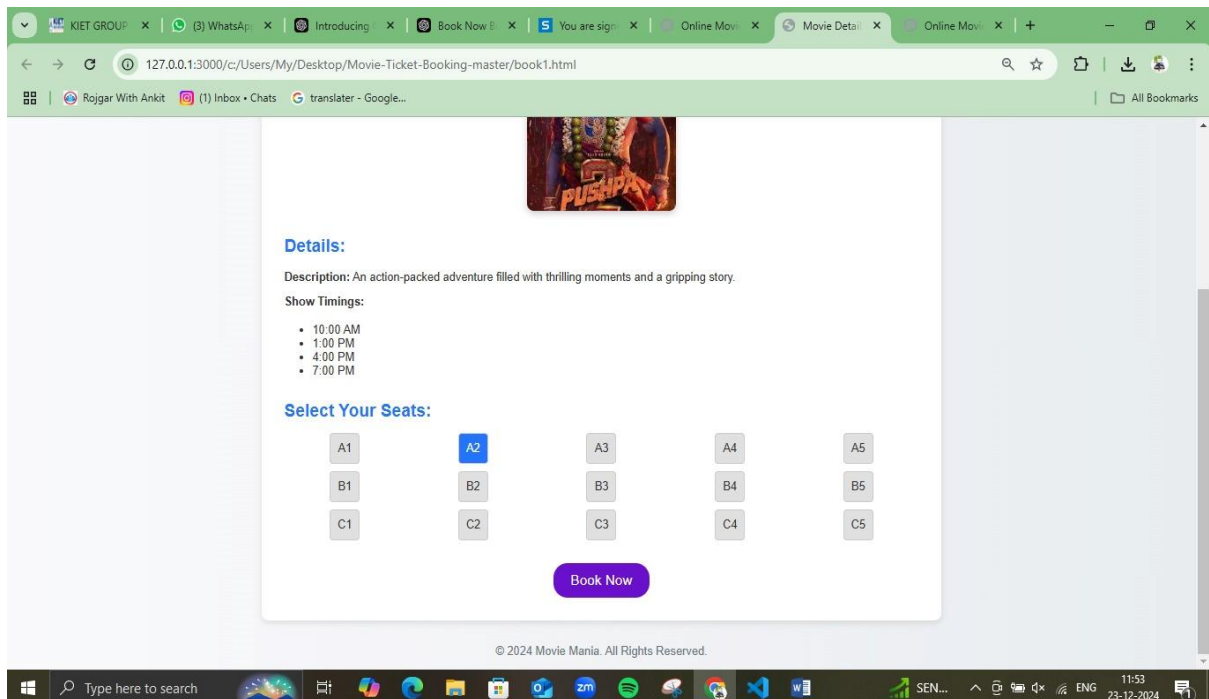 KIET GROUP
(3) WhatsAp
Introducing
Book Now B
You are sign
Online Movi
Movie Detail
Online Movi
127.0.0.1:3000/c:/Users/My/Desktop/Movie-Ticket-Booking-master/book1.html
Rojgar With Ankit (1) Inbox • Chats translater - Google... All Bookmarks
PUSHPA
2
Details:
Description: An action-packed adventure filled with thrilling moments and a gripping story.
Show Timings:
• 10:00 AM
• 1:00 PM
• 4:00 PM
• 7:00 PM
Select Your Seats:
A1 A2 A3 A4 A5
B1 B2 B3 B4 B5
C1 C2 C3 C4 C5
Book Now
© 2024 Movie Mania. All Rights Reserved.
Type here to search zm SEN... ENG 11:53
23-12-2024